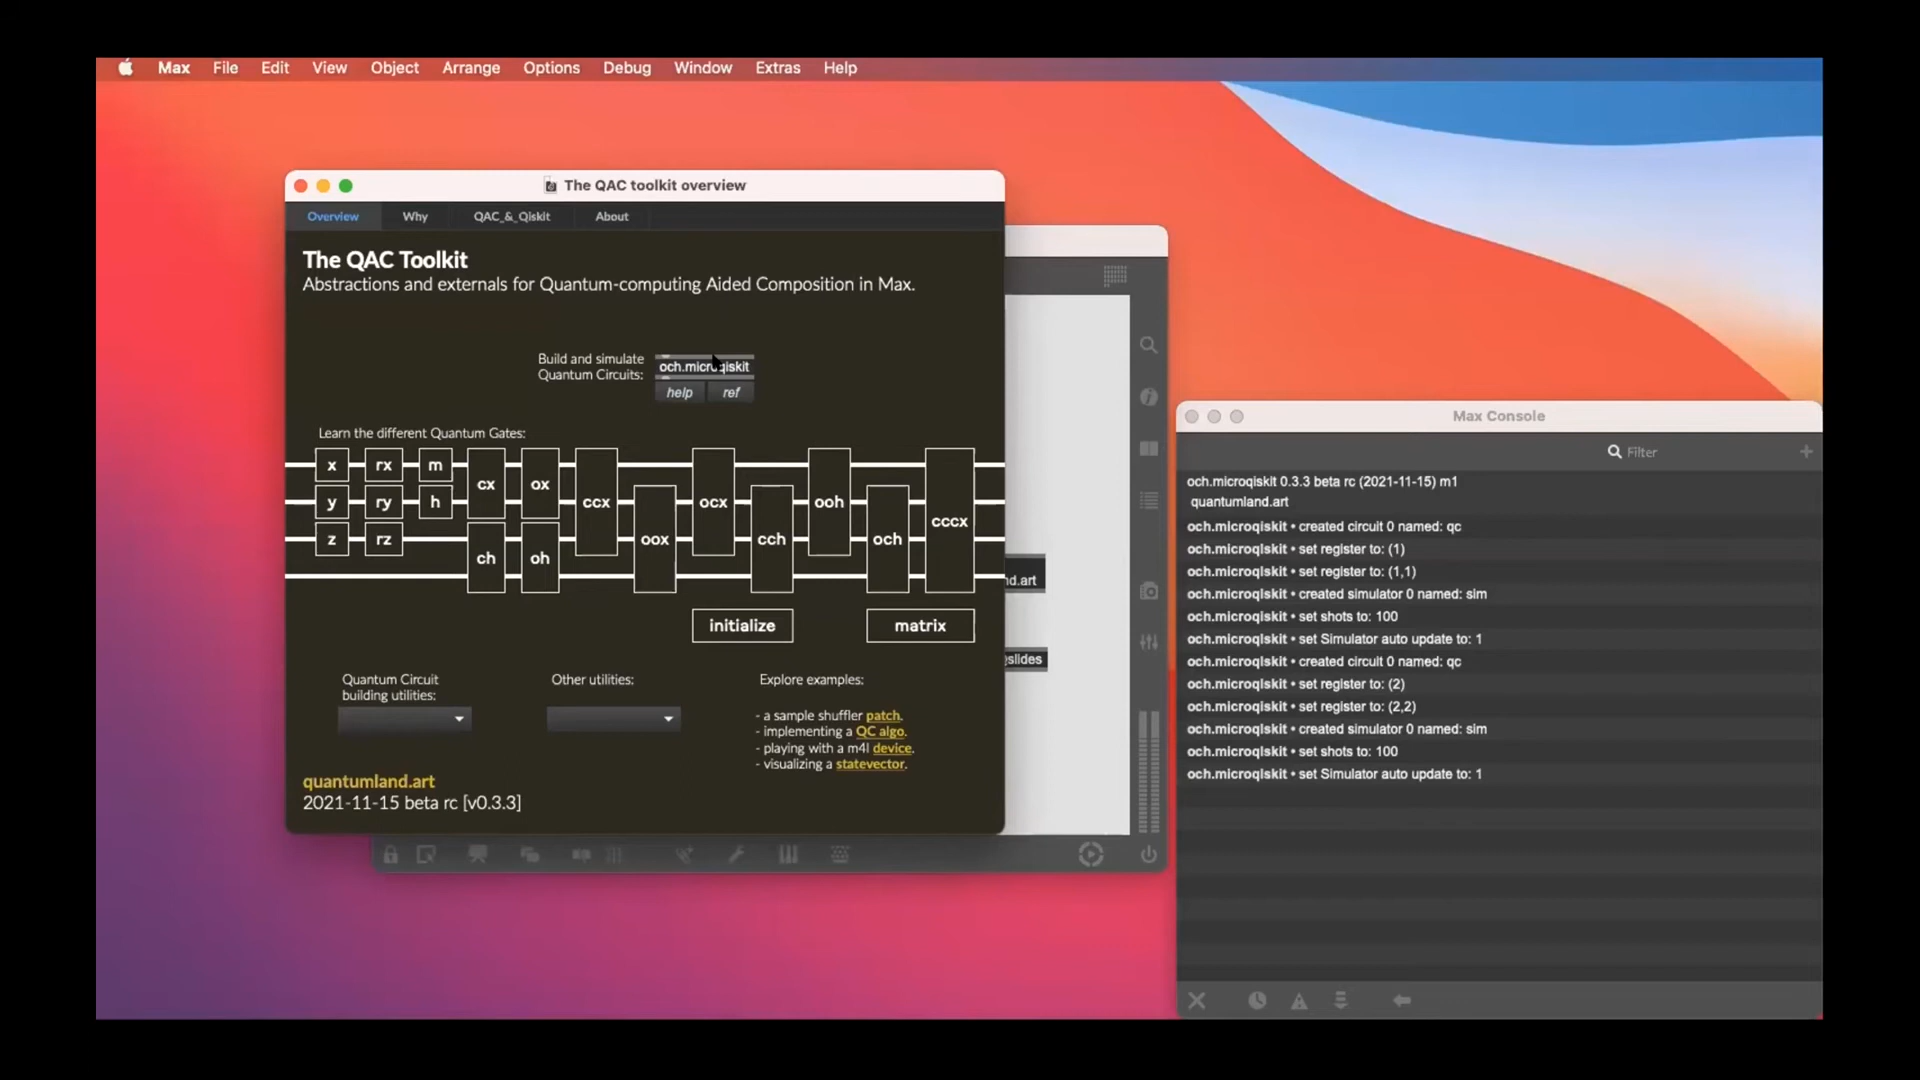 Max File Edit View Object Arrange Options Debug Window Extras Help
The QAC toolkit overview
Overview Why QAC_&_Qiskit About
The QAC Toolkit
Abstractions and externals for Quantum-computing Aided Composition in Max.
Build and simulate
Quantum Circuits:
och.microqiskit
help ref
Learn the different Quantum Gates:
x rx m cx ox ccx ocx ooh cccx
y ry h
z rz ch oh oox cch och
initialize matrix
Quantum Circuit
building utilities:
Other utilities:
Explore examples:
- a sample shuffler patch.
- implementing a QC algo.
- playing with a m4l device.
- visualizing a statevector.
quantumland.art
2021-11-15 beta rc [v0.3.3]
nd.art
slides
Max Console
Filter
och.microqiskit 0.3.3 beta rc (2021-11-15) m1
quantumland.art
och.microqiskit • created circuit 0 named: qc
och.microqiskit • set register to: (1)
och.microqiskit • set register to: (1,1)
och.microqiskit • created simulator 0 named: sim
och.microqiskit • set shots to: 100
och.microqiskit • set Simulator auto update to: 1
och.microqiskit • created circuit 0 named: qc
och.microqiskit • set register to: (2)
och.microqiskit • set register to: (2,2)
och.microqiskit • created simulator 0 named: sim
och.microqiskit • set shots to: 100
och.microqiskit • set Simulator auto update to: 1